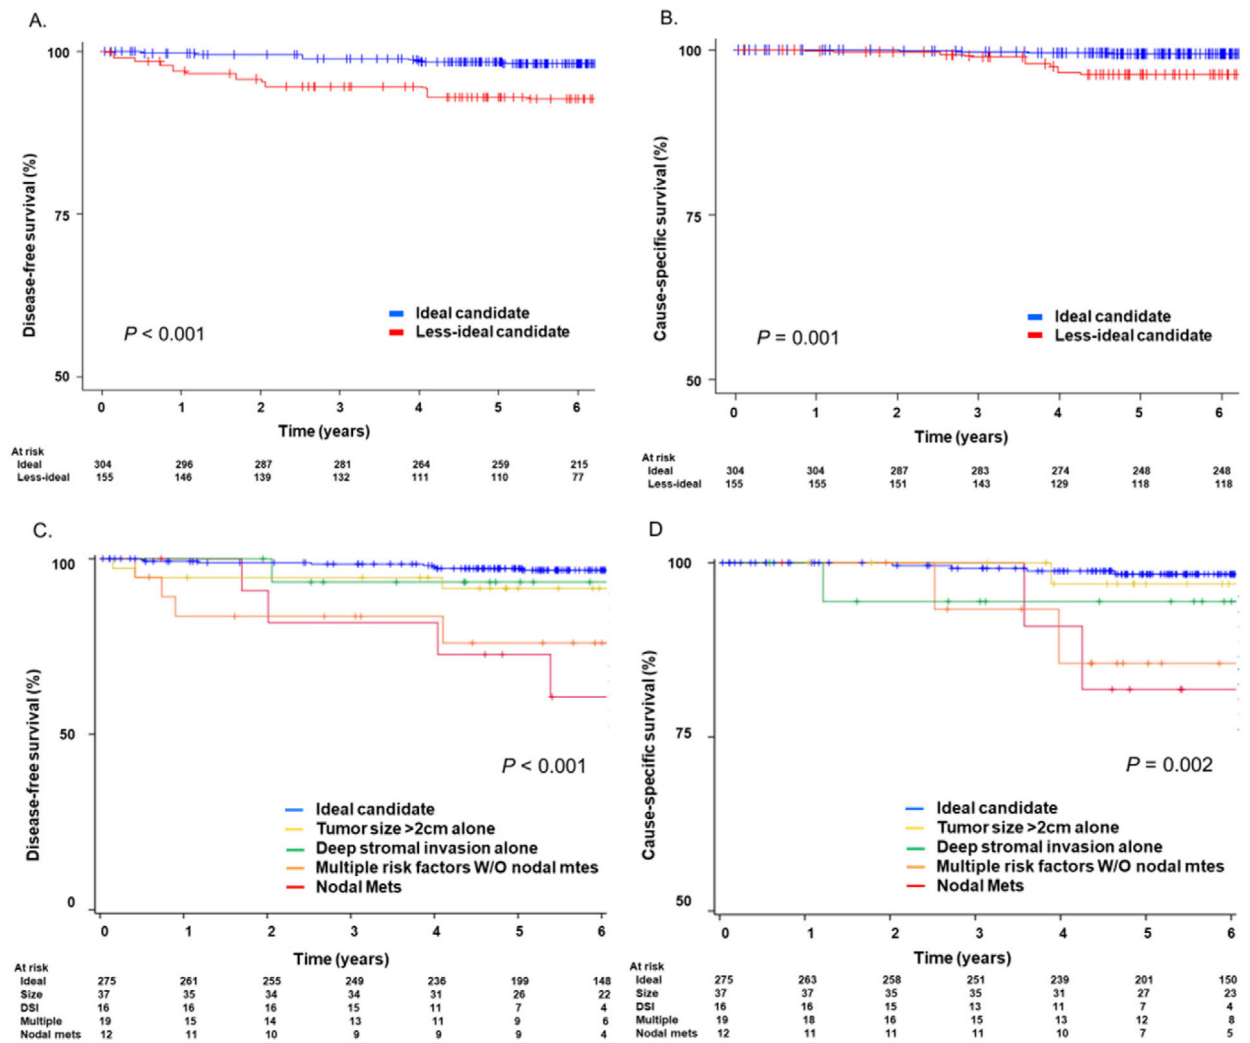 A.
100
75
50
Disease-free survival (%)
P < 0.001
Ideal candidate
Less-ideal candidate
0 1 2 3 4 5 6
Time (years)
At risk
Ideal 304 296 287 281 264 259 215
Less-ideal 155 146 139 132 111 110 77
B.
100
75
50
Cause-specific survival (%)
P = 0.001
Ideal candidate
Less-ideal candidate
0 1 2 3 4 5 6
Time (years)
At risk
Ideal 304 304 287 283 274 248 248
Less-ideal 155 155 151 143 129 118 118
C.
100
50
0
Disease-free survival (%)
P < 0.001
Ideal candidate
Tumor size >2cm alone
Deep stromal invasion alone
Multiple risk factors W/O nodal mtes
Nodal Mets
0 1 2 3 4 5 6
Time (years)
At risk
Ideal 275 261 255 249 236 199 148
Size 37 35 34 34 31 26 22
DSI 16 16 16 15 11 7 4
Multiple 19 15 14 13 11 9 6
Nodal mets 12 11 10 9 9 9 4
D
100
75
50
Cause-specific survival (%)
P = 0.002
Ideal candidate
Tumor size >2cm alone
Deep stromal invasion alone
Multiple risk factors W/O nodal mtes
Nodal Mets
0 1 2 3 4 5 6
Time (years)
At risk
Ideal 275 263 258 251 239 201 150
Size 37 37 35 35 31 27 23
DSI 16 16 15 13 11 7 4
Multiple 19 18 16 15 13 12 8
Nodal mets 12 11 11 11 10 7 5